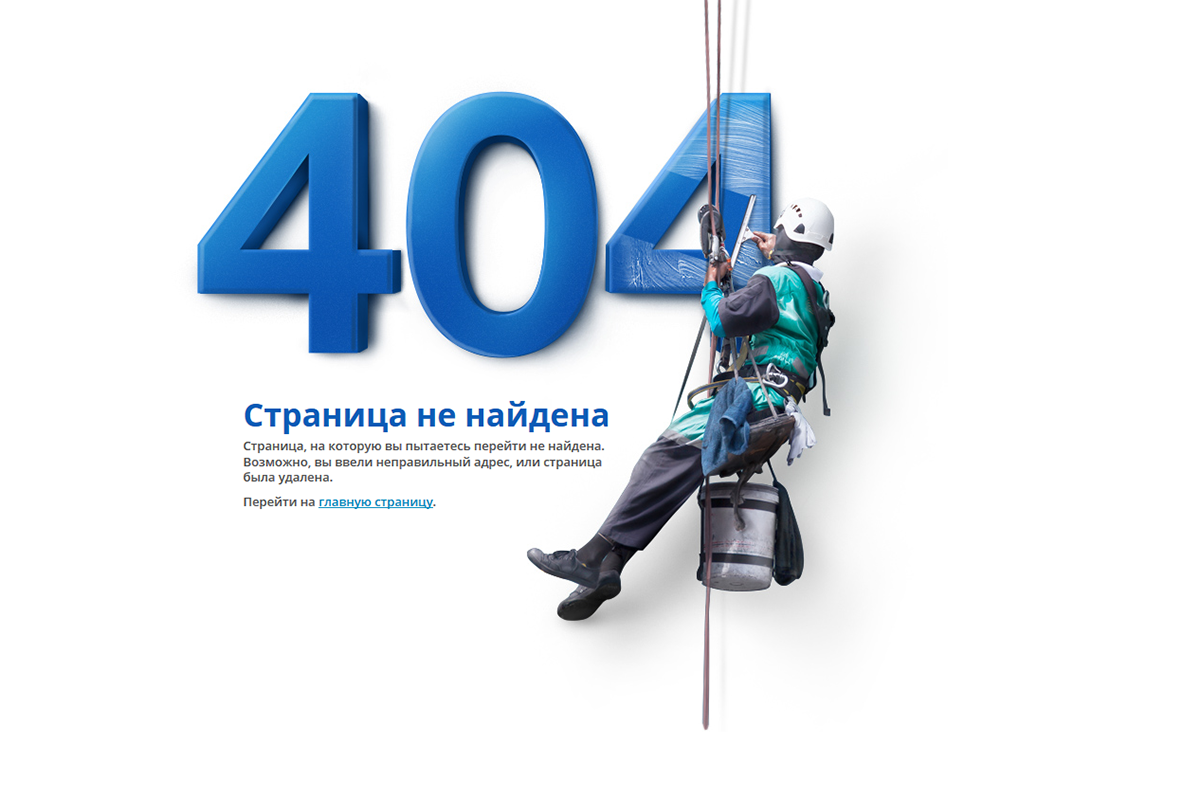 404
Страница не найдена
Страница, на которую вы пытаетесь перейти не найдена.
Возможно, вы ввели неправильный адрес, или страница
была удалена.
Перейти на главную страницу.